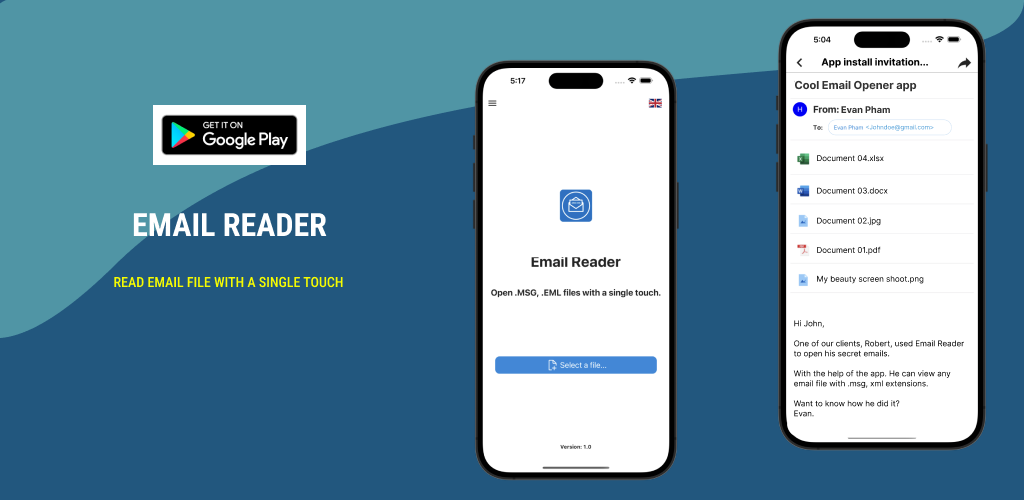 GET IT ON
Google Play
EMAIL READER
READ EMAIL FILE WITH A SINGLE TOUCH
5:17
Email Reader
Open .MSG, .EML files with a single touch.
Select a file...
Version: 1.0
5:04
App install invitation...
Cool Email Opener app
H
From: Evan Pham
To: Evan Pham <Johndoe@gmail.com>
Document 04.xlsx
Document 03.docx
Document 02.jpg
Document 01.pdf
My beauty screen shoot.png
Hi John,
One of our clients, Robert, used Email Reader
to open his secret emails.
With the help of the app. He can view any
email file with .msg, xml extensions.
Want to know how he did it?
Evan.